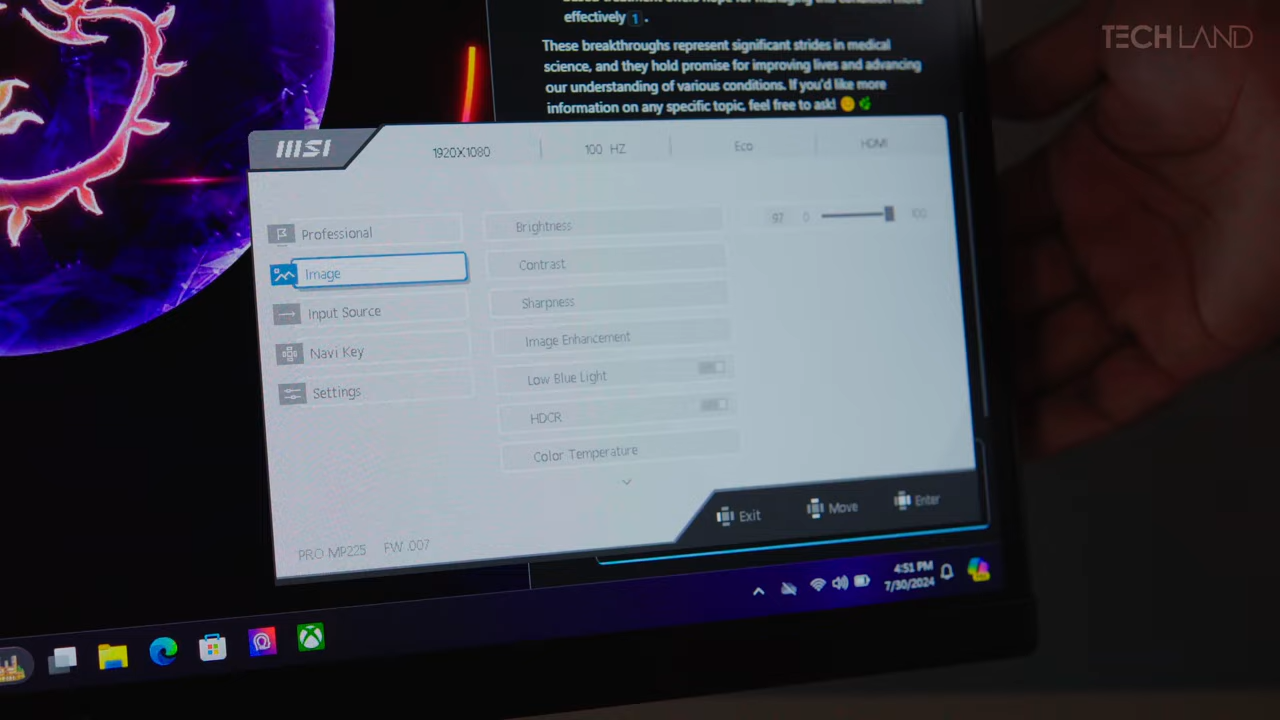 effectively 1 .
TECHLAND
These breakthroughs represent significant strides in medical
science, and they hold promise for improving lives and advancing
our understanding of various conditions. If you'd like more
information on any specific topic, feel free to ask!
msi
1920X1080
100 HZ
Eco
HDMI
Professional
Image
Input Source
Navi Key
Settings
Brightness
Contrast
Sharpness
Image Enhancement
Low Blue Light
HDCR
Color Temperature
97 0 100
PRO MP225 FW .007
Exit
Move
Enter
4:51 PM
7/30/2024